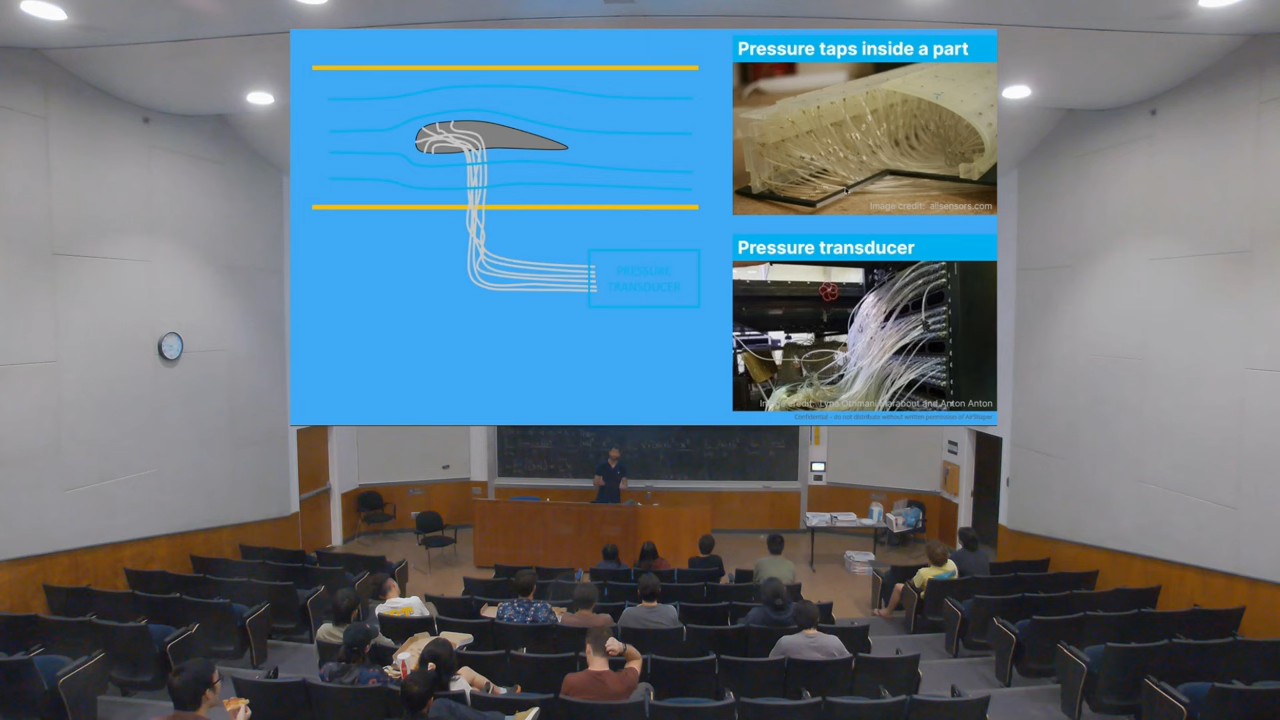 Pressure taps inside a part
Image credit: allsensors.com
Pressure transducer
PRESSURE
TRANSDUCER
and Anton Anton
Confidential - do not distribute without written permission of